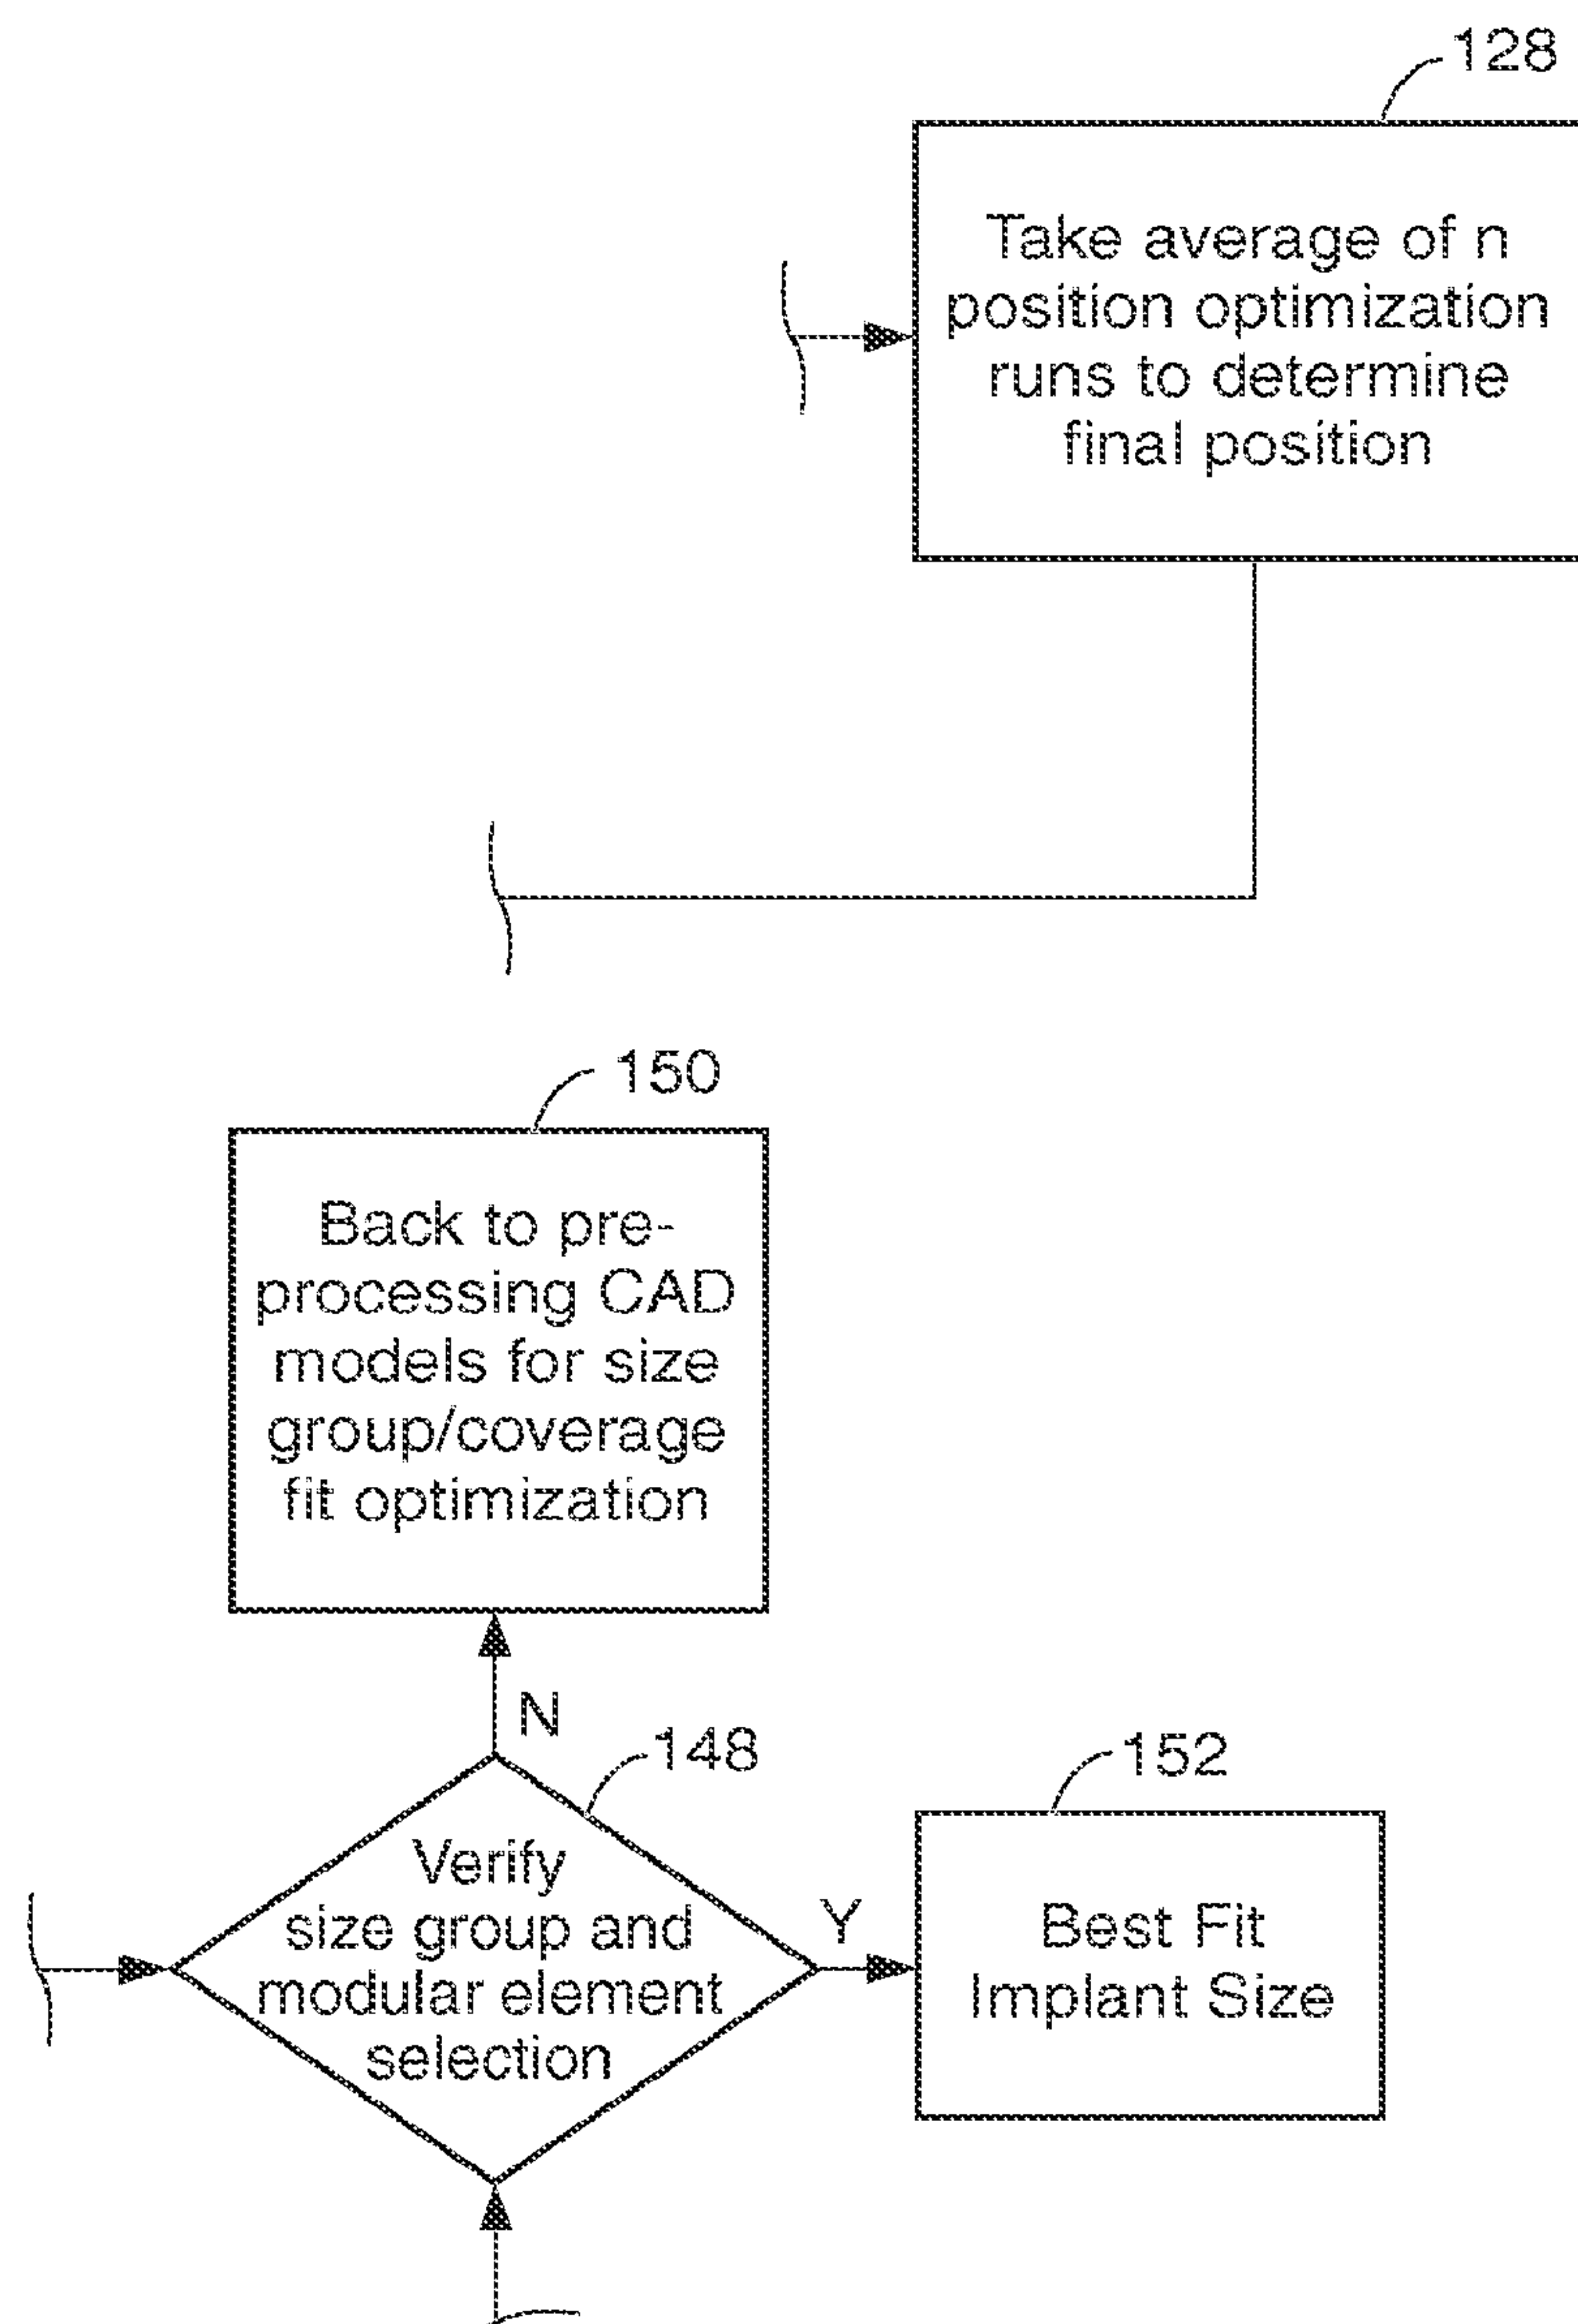 128
Take average of n
position optimization
runs to determine
final position
150
Back to pre-
processing CAD
models for size
group/coverage
fit optimization
N
148
Verify
size group and
modular element
selection
Y
152
Best Fit
Implant Size